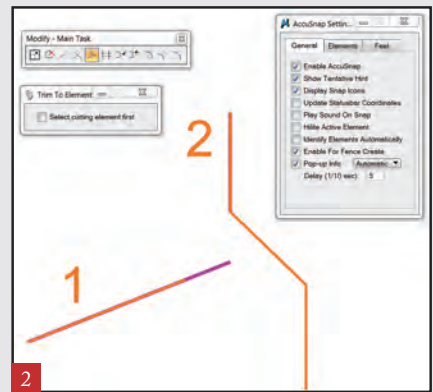 Modify - Main Task
Trim To Element
Select cutting element first
AccuSnap Settin...
General Elements Feel
Enable AccuSnap
Show Tentative Hint
Display Snap Icons
Update Statusbar Coordinates
Play Sound On Snap
Hilite Active Element
Identify Elements Automatically
Enable For Fence Create
Pop-up Info Automatic
Delay (1/10 sec) 5
2
1
2